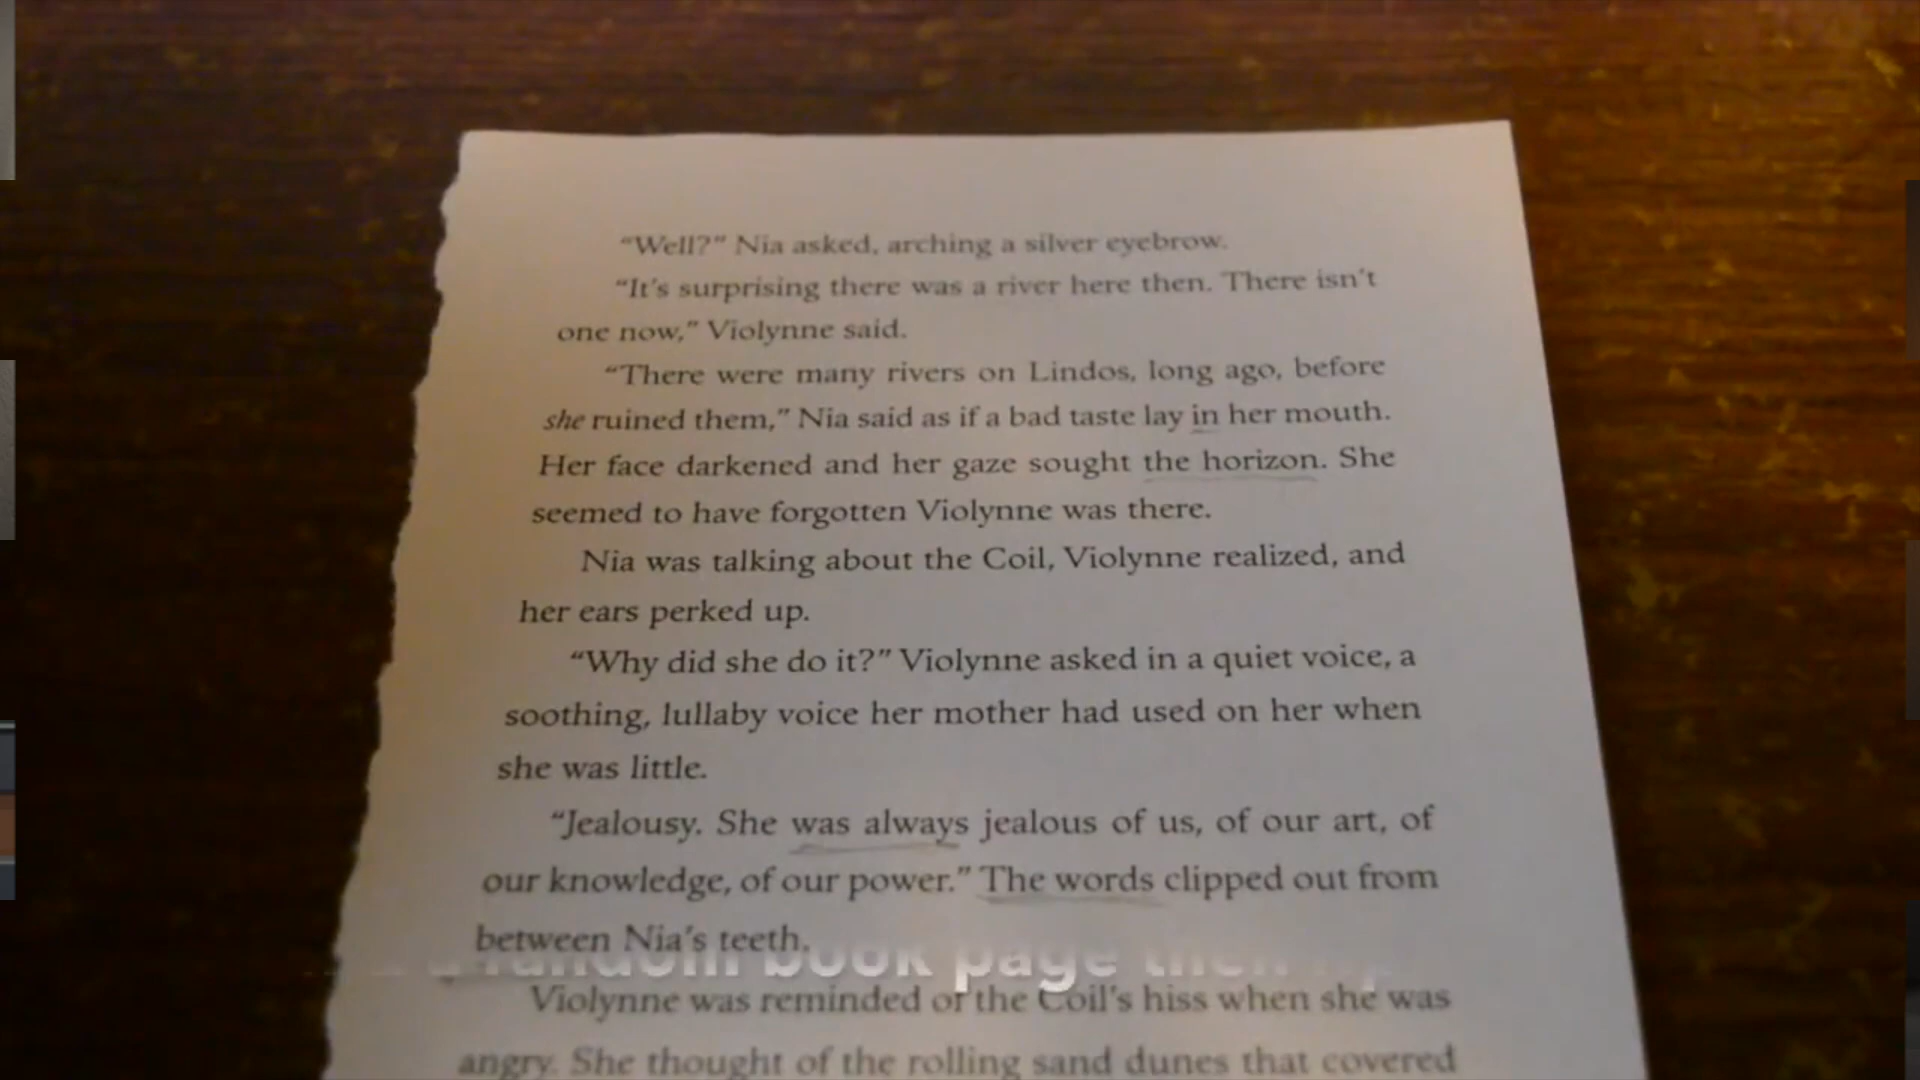 “Well?” Nia asked, arching a silver eyebrow.
“It’s surprising there was a river here then. There isn’t
one now,” Violynne said.
“There were many rivers on Lindos, long ago, before
she ruined them,” Nia said as if a bad taste lay in her mouth.
Her face darkened and her gaze sought the horizon. She
seemed to have forgotten Violynne was there.
Nia was talking about the Coil, Violynne realized, and
her ears perked up.
“Why did she do it?” Violynne asked in a quiet voice, a
soothing, lullaby voice her mother had used on her when
she was little.
“Jealousy. She was always jealous of us, of our art, of
our knowledge, of our power.” The words clipped out from
between Nia’s teeth.
random book page then
Violynne was reminded of the Coil’s hiss when she was
angry. She thought of the rolling sand dunes that covered